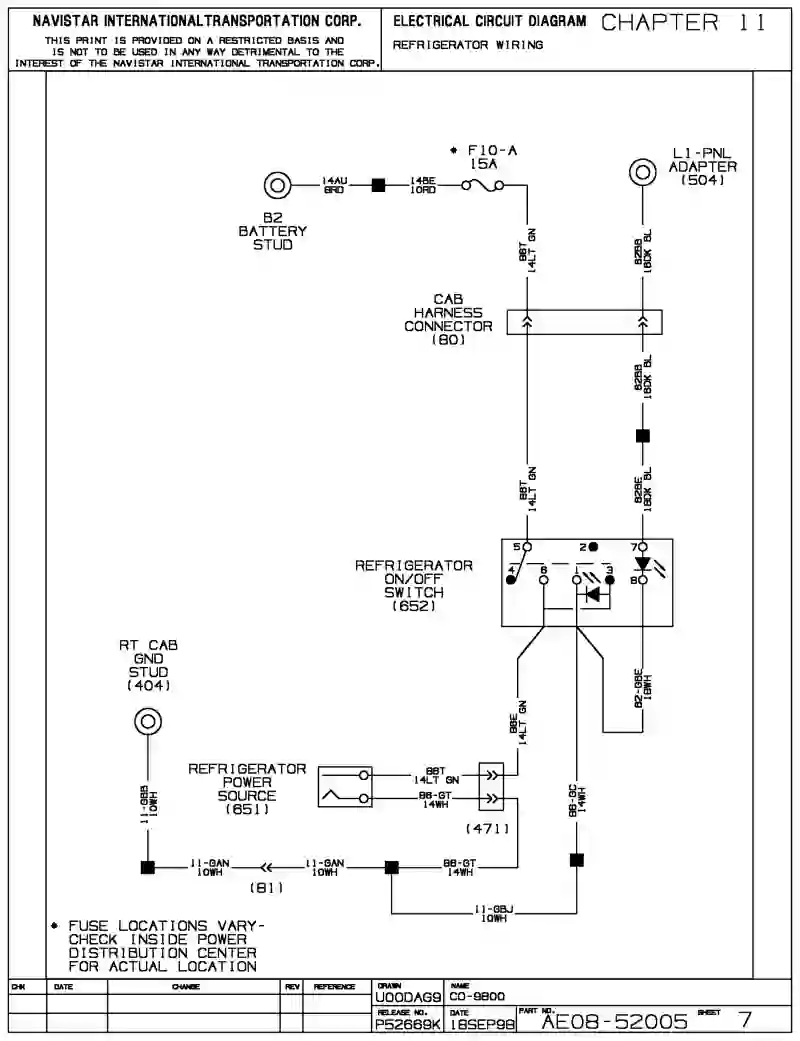 NAVISTAR INTERNATIONALTRANSPORTATION CORP.
THIS PRINT IS PROVIDED ON A RESTRICTED BASIS AND
IS NOT TO BE USED IN ANY WAY DETRIMENTAL TO THE
INTEREST OF THE NAVISTAR INTERNATIONAL TRANSPORTATION CORP.
ELECTRICAL CIRCUIT DIAGRAM CHAPTER 11
REFRIGERATOR WIRING
* F10-A
15A
L1-PNL
ADAPTER
(504)
14AU
8RD
14BE
10RD
B2
BATTERY
STUD
88T
14LT GN
82BB
18DK BL
CAB
HARNESS
CONNECTOR
(80)
82BB
18DK BL
88T
14LT GN
82BE
18DK BL
REFRIGERATOR
ON/OFF
SWITCH
(652)
5
2
7
4
6
1
3
8
RT CAB
GND
STUD
(404)
88E
14LT GN
82-GBE
18WH
REFRIGERATOR
POWER
SOURCE
(651)
88T
14LT GN
88-GT
14WH
(471)
11-GBB
10WH
88-GC
14WH
11-GAN
10WH
(81)
11-GAN
10WH
88-GT
14WH
11-GBJ
10WH
* FUSE LOCATIONS VARY-
CHECK INSIDE POWER
DISTRIBUTION CENTER
FOR ACTUAL LOCATION
CHK DATE CHANGE REV REFERENCE
DRAWN
U00DAG9
NAME
CO-9800
RELEASE NO.
P52669K
DATE
18SEP98
PART NO.
AE08-52005
SHEET
7